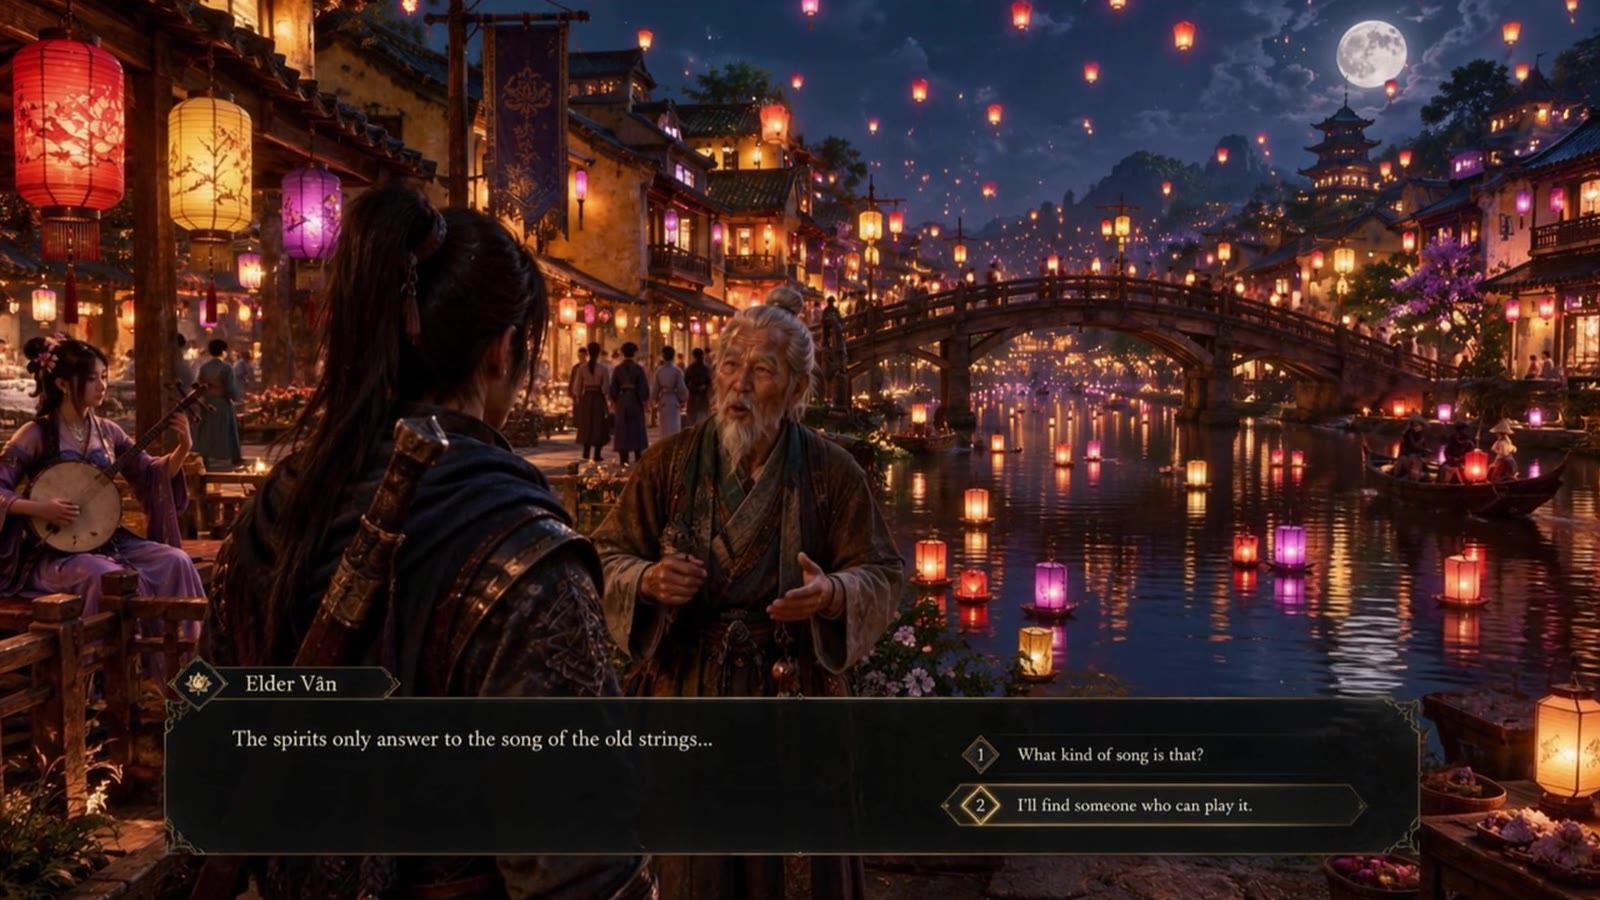 Elder Vân
The spirits only answer to the song of the old strings...
1 What kind of song is that?
2 I'll find someone who can play it.